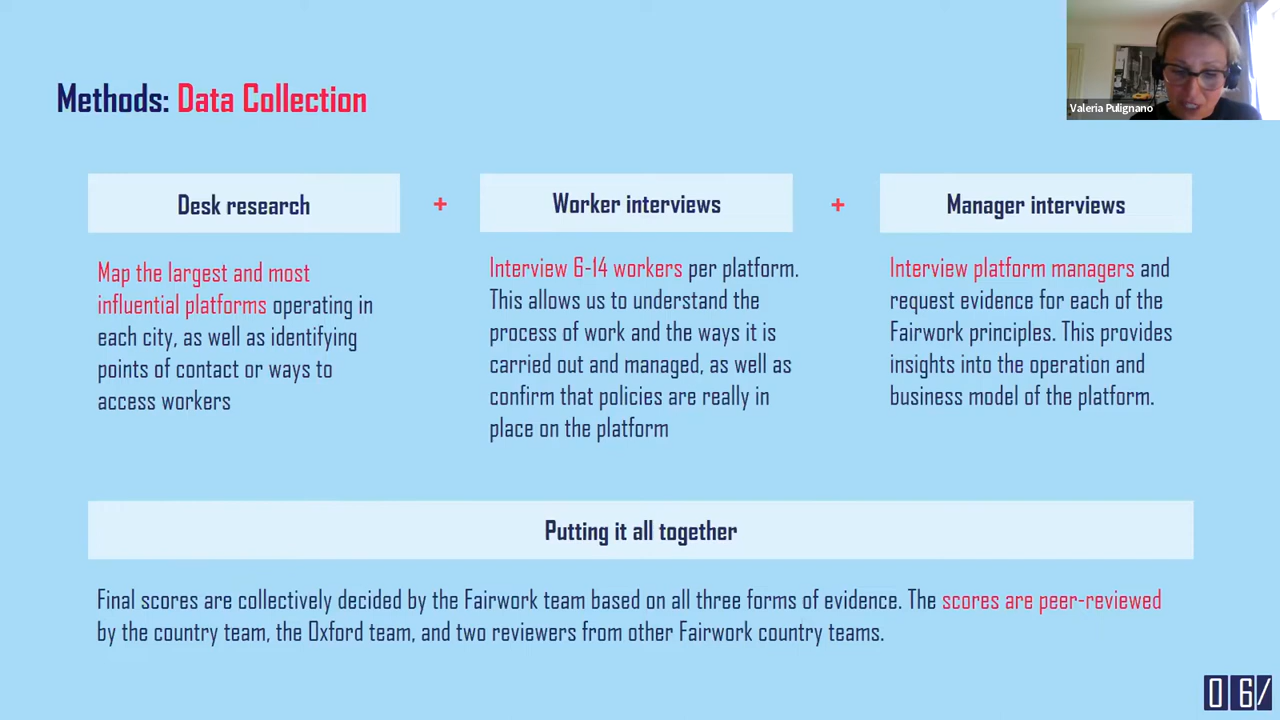 Methods: Data Collection
Valeria Pulignano
Desk research
+
Worker interviews
+
Manager interviews
Map the largest and most
influential platforms operating in
each city, as well as identifying
points of contact or ways to
access workers
Interview 6-14 workers per platform.
This allows us to understand the
process of work and the ways it is
carried out and managed, as well as
confirm that policies are really in
place on the platform
Interview platform managers and
request evidence for each of the
Fairwork principles. This provides
insights into the operation and
business model of the platform.
Putting it all together
Final scores are collectively decided by the Fairwork team based on all three forms of evidence. The scores are peer-reviewed
by the country team, the Oxford team, and two reviewers from other Fairwork country teams.
06/